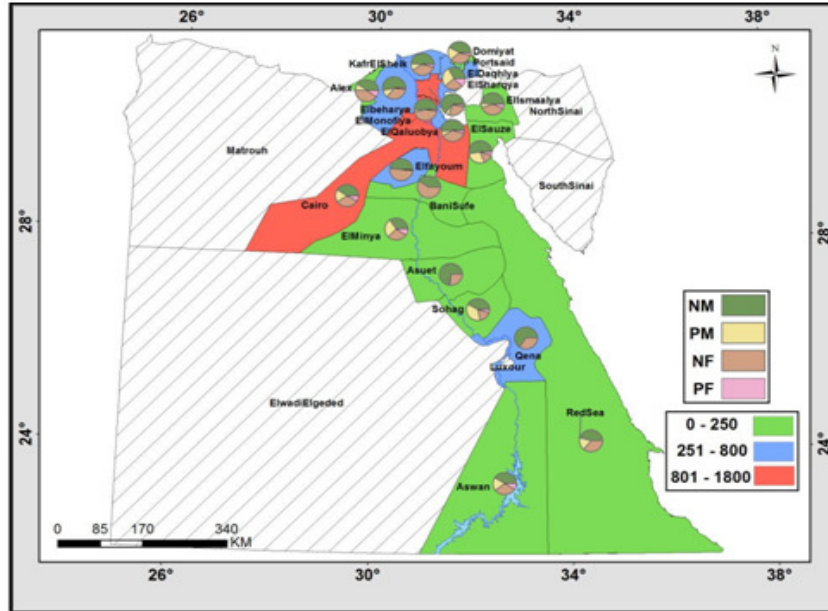 26°
30°
34°
38°
N
Domiyat
Portsaid
KafrElSheik
ElDaqhlya
ElSharqya
Alex
ElIsmaalya
NorthSinai
Elbeharya
ElMonofiya
ElQaluobya
ElSauze
Matrouh
Elfayoum
SouthSinai
Cairo
BaniSufe
28°
28°
ElMinya
Asuet
Sohag
Qena
Luxour
ElwadiElgeded
RedSea
24°
24°
Aswan
NM
PM
NF
PF
0 - 250
251 - 800
801 - 1800
0 85 170 340
KM
26°
30°
34°
38°